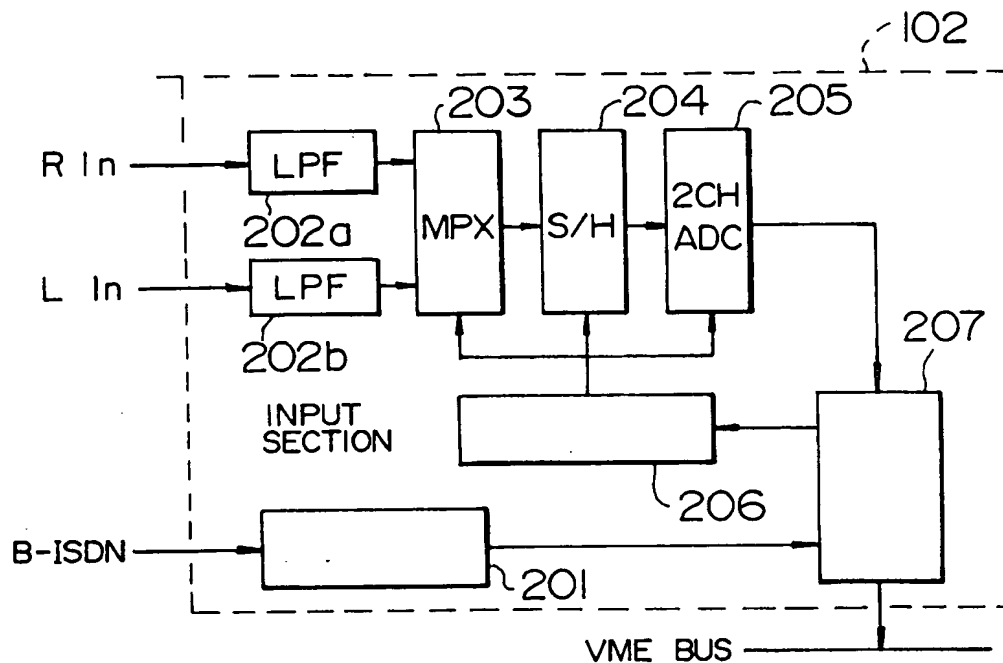 102
203
204
205
R In
LPF
202a
MPX
S/H
2CH
ADC
L In
LPF
202b
207
INPUT
SECTION
206
B-ISDN
201
VME BUS